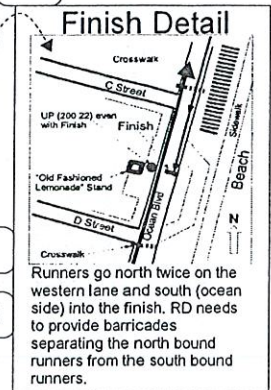 Finish Detail
Crosswalk
C Street
UP (200 22) even
with Finish
Finish
Sidewalk
"Old Fashioned
Lemonade" Stand
Beach
Ocean Blvd
D Street
N
Crosswalk
Runners go north twice on the
western lane and south (ocean
side) into the finish. RD needs
to provide barricades
separating the north bound
runners from the south bound
runners.